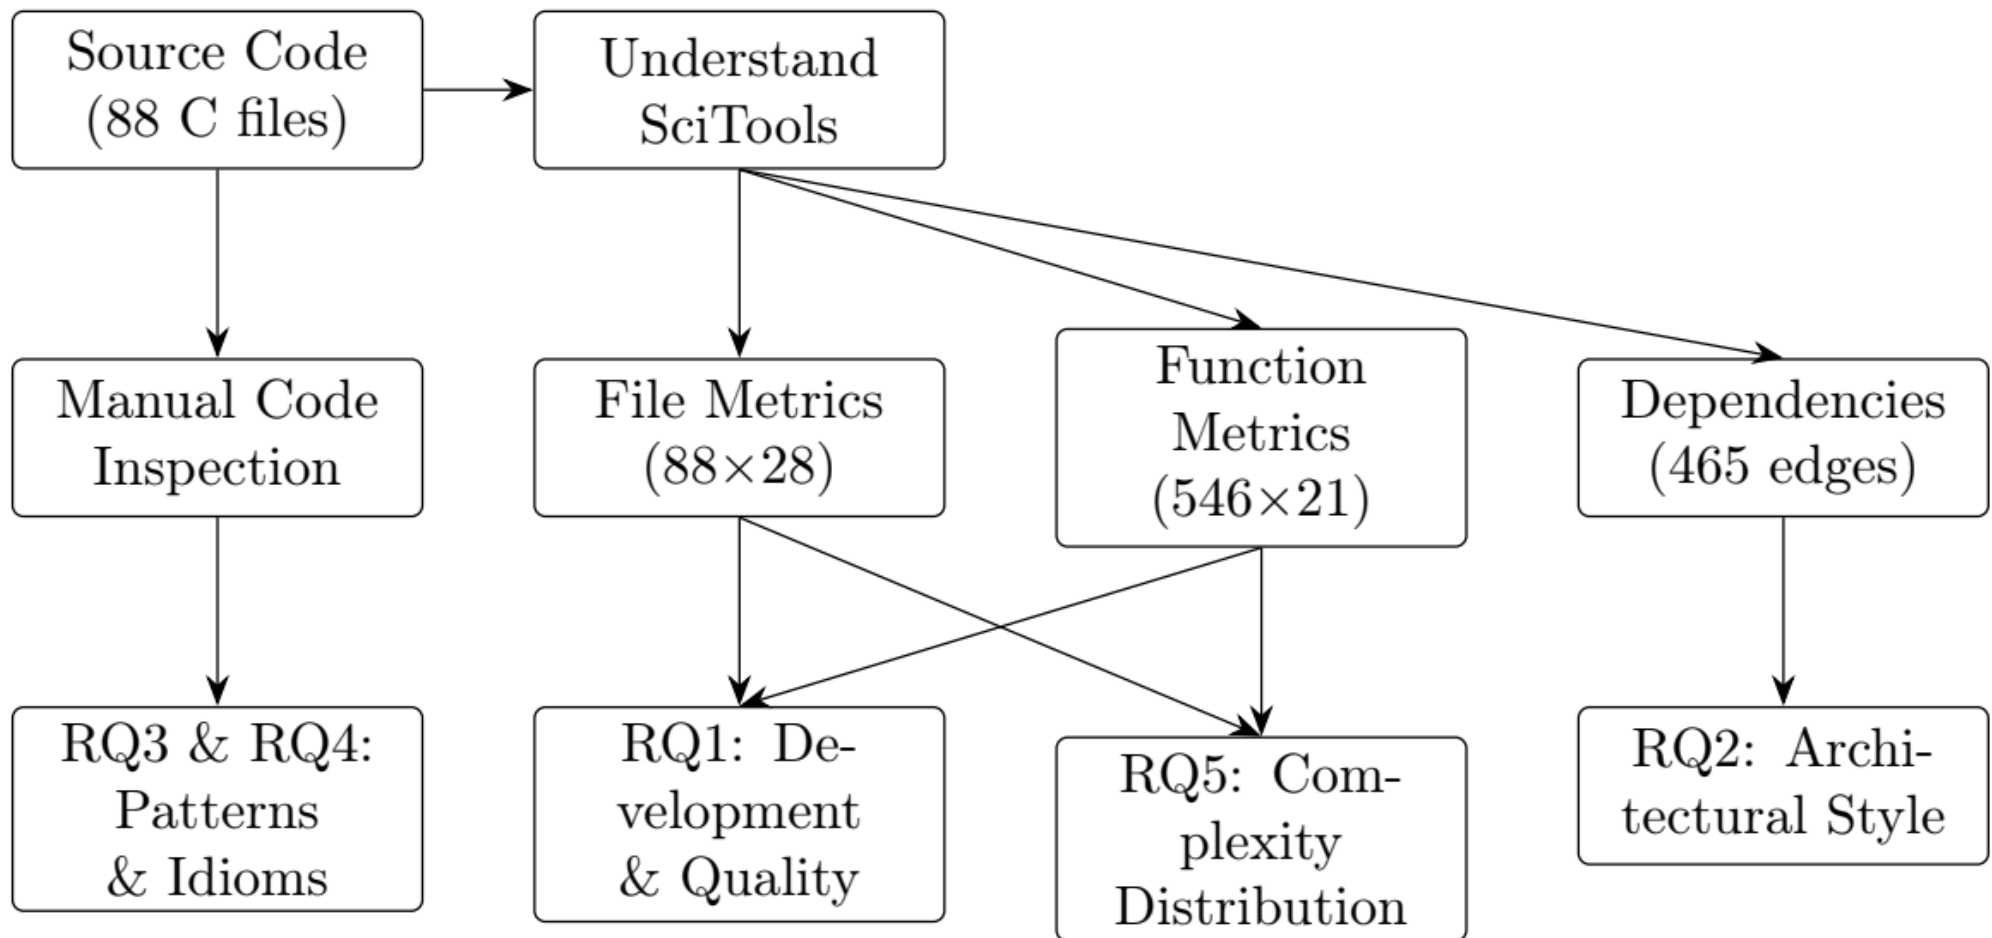 Source Code
(88 C files)
Understand
SciTools
Manual Code
Inspection
File Metrics
(88×28)
Function
Metrics
(546×21)
Dependencies
(465 edges)
RQ3 & RQ4:
Patterns
& Idioms
RQ1: De-
velopment
& Quality
RQ5: Com-
plexity
Distribution
RQ2: Archi-
tectural Style